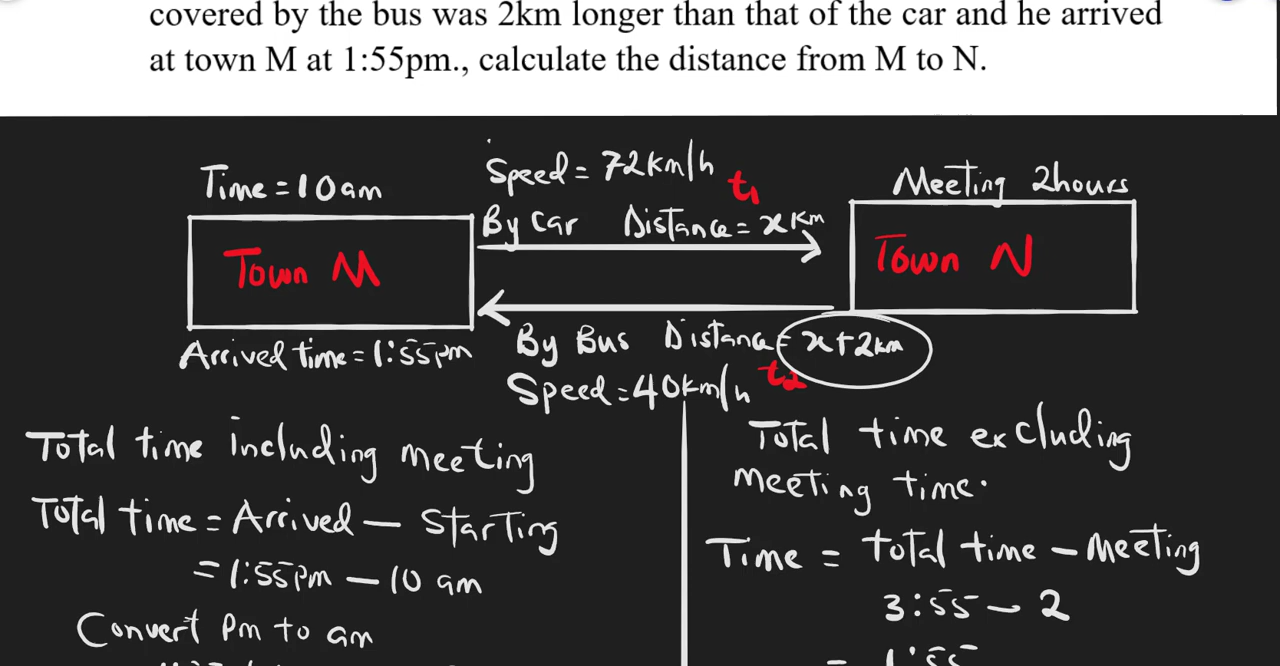 covered by the bus was 2km longer than that of the car and he arrived
at town M at 1:55pm., calculate the distance from M to N.
Time = 10am
Speed = 72km/h t1
Meeting 2hours
By Car Distance = x Km
Town M
Town N
Arrived time = 1:55pm
By Bus Distance = x + 2km
Speed = 40km/h t2
Total time including meeting
Total time = Arrived - Starting
= 1:55pm - 10 am
Convert Pm to am
Total time excluding
meeting time.
Time = total time - Meeting
3:55 - 2